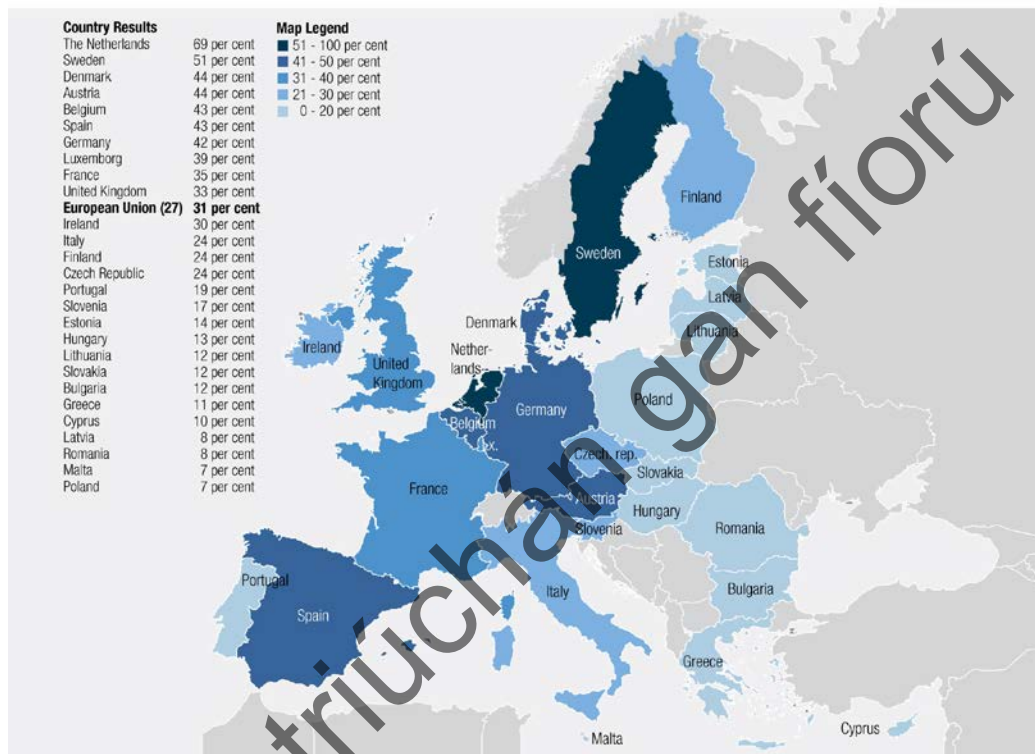 Country Results
The Netherlands 69 per cent
Sweden 51 per cent
Denmark 44 per cent
Austria 44 per cent
Belgium 43 per cent
Spain 43 per cent
Germany 42 per cent
Luxemborg 39 per cent
France 35 per cent
United Kingdom 33 per cent
European Union (27) 31 per cent
Ireland 30 per cent
Italy 24 per cent
Finland 24 per cent
Czech Republic 24 per cent
Portugal 19 per cent
Slovenia 17 per cent
Estonia 14 per cent
Hungary 13 per cent
Lithuania 12 per cent
Slovakia 12 per cent
Bulgaria 12 per cent
Greece 11 per cent
Cyprus 10 per cent
Latvia 8 per cent
Romania 8 per cent
Malta 7 per cent
Poland 7 per cent
Map Legend
51 - 100 per cent
41 - 50 per cent
31 - 40 per cent
21 - 30 per cent
0 - 20 per cent
Finland
Sweden
Estonia
Latvia
Lithuania
Denmark
Nether-
lands
Ireland
United
Kingdom
Poland
Germany
Belgium
Czech. rep.
Slovakia
France
Austria
Hungary
Slovenia
Romania
Portugal
Spain
Italy
Bulgaria
Greece
Malta
Cyprus
triúchán gan fíorú